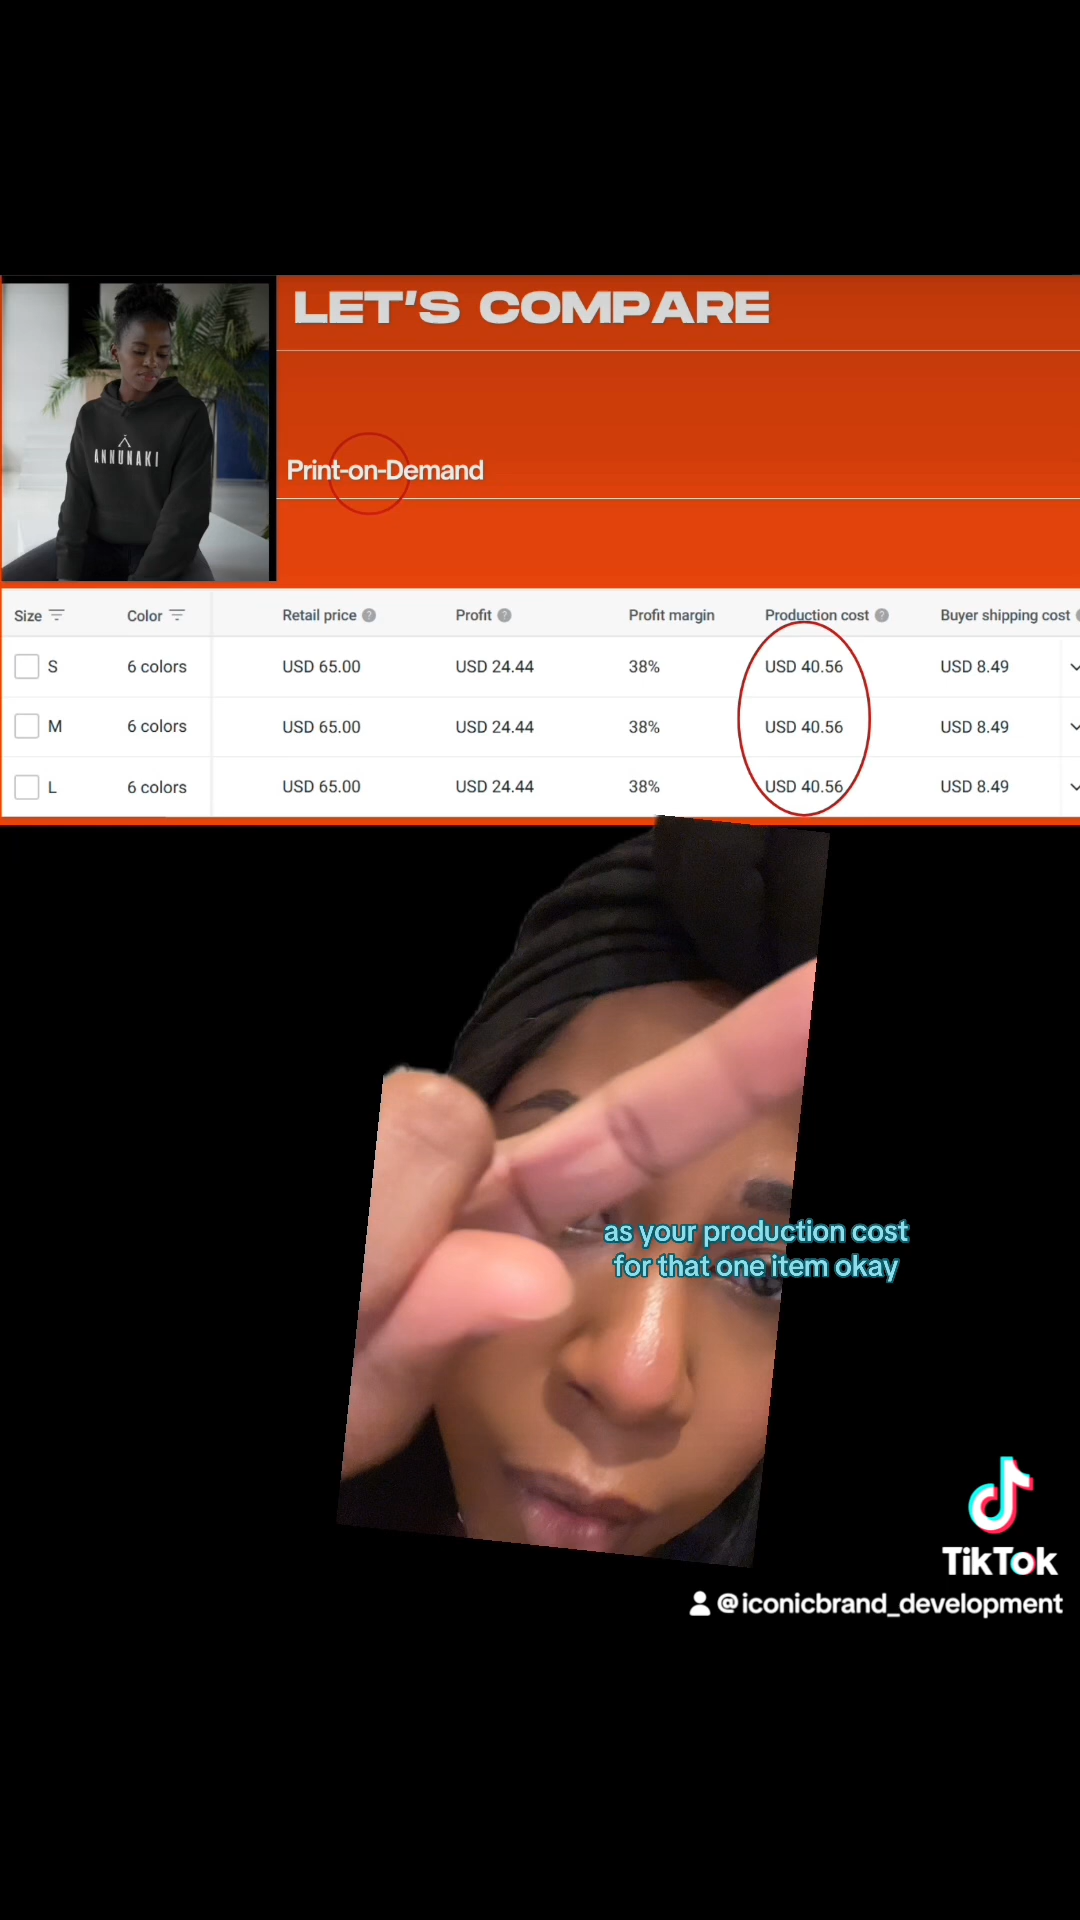 LET'S COMPARE
ANNUNAKI
Print-on-Demand
Size Color Retail price Profit Profit margin Production cost Buyer shipping cost
S 6 colors USD 65.00 USD 24.44 38% USD 40.56 USD 8.49
M 6 colors USD 65.00 USD 24.44 38% USD 40.56 USD 8.49
L 6 colors USD 65.00 USD 24.44 38% USD 40.56 USD 8.49
as your production cost
for that one item okay
TikTok
@iconicbrand_development